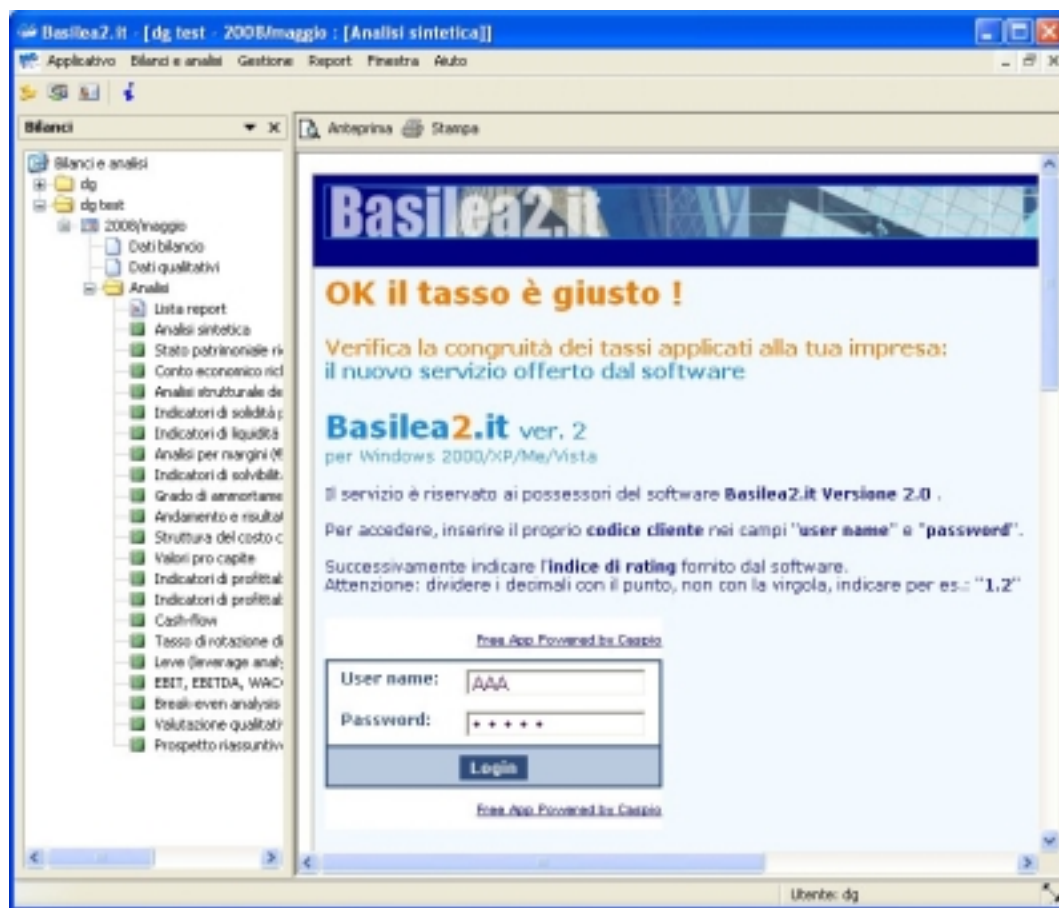 Basilea2.it - [dg test - 2008/maggio : [Analisi sintetica]]
Applicativo Bilanci e analisi Gestione Report Finestra Aiuto
Bilanci
Anteprima Stampa
Bilanci e analisi
dg
dg test
2008/maggio
Dati bilancio
Dati qualitativi
Analisi
Lista report
Analisi sintetica
Stato patrimoniale ri
Conto economico ricl
Analisi strutturale de
Indicatori di solidità p
Indicatori di liquidità
Analisi per margini (€
Indicatori di solvibilit
Grado di ammortame
Andamento e risultat
Struttura del costo c
Valori pro capite
Indicatori di profittab
Indicatori di profittab
Cash-flow
Tasso di rotazione di
Leve (leverage analy
EBIT, EBITDA, WACC
Break-even analysis
Valutazione qualitativ
Prospetto riassuntivo
Basilea2.it
OK il tasso è giusto !
Verifica la congruità dei tassi applicati alla tua impresa:
il nuovo servizio offerto dal software
Basilea2.it ver. 2
per Windows 2000/XP/Me/Vista
Il servizio è riservato ai possessori del software Basilea2.it Versione 2.0 .
Per accedere, inserire il proprio codice cliente nei campi "user name" e "password".
Successivamente indicare l'indice di rating fornito dal software.
Attenzione: dividere i decimali con il punto, non con la virgola, indicare per es.: "1.2"
Free App Powered by Caspio
User name: AAA
Password: • • • • •
Login
Free App Powered by Caspio
Utente: dg